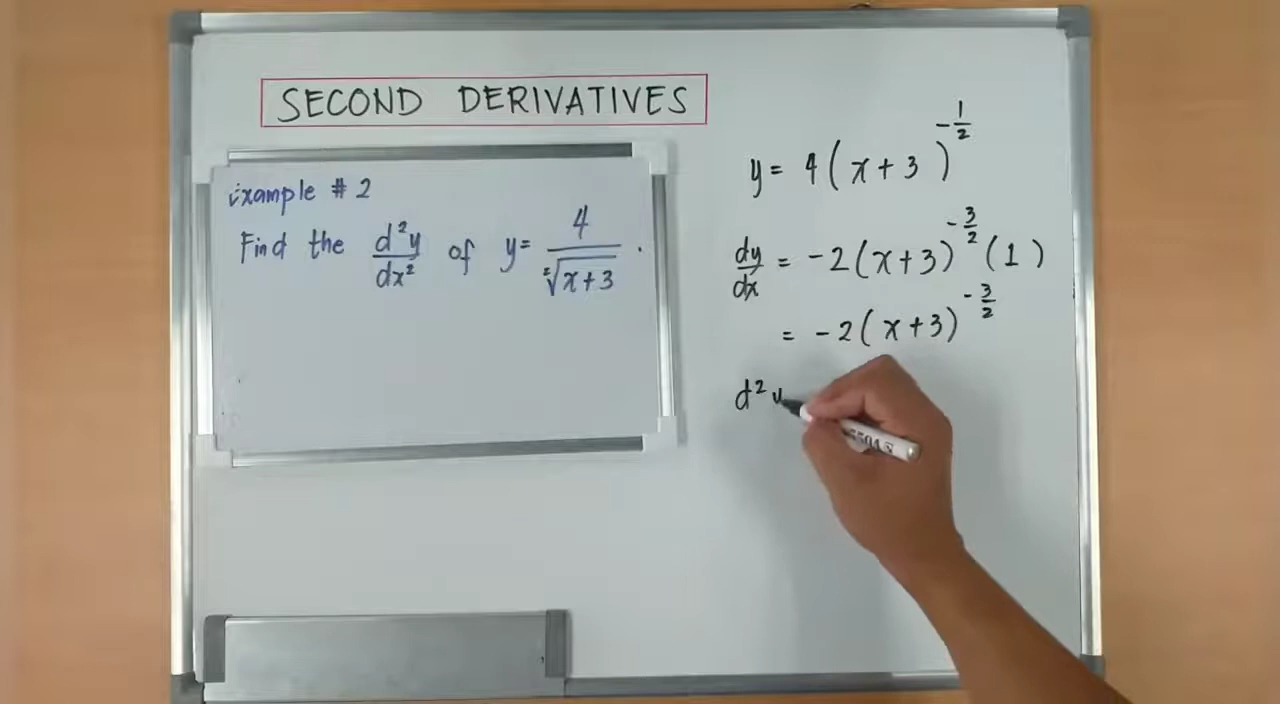 SECOND DERIVATIVES
Example # 2
Find the d²y/dx² of y = 4/²√x+3 .
y = 4(x+3)^-1/2
dy/dx = -2(x+3)^-3/2 (1)
= -2(x+3)^-3/2
d²y